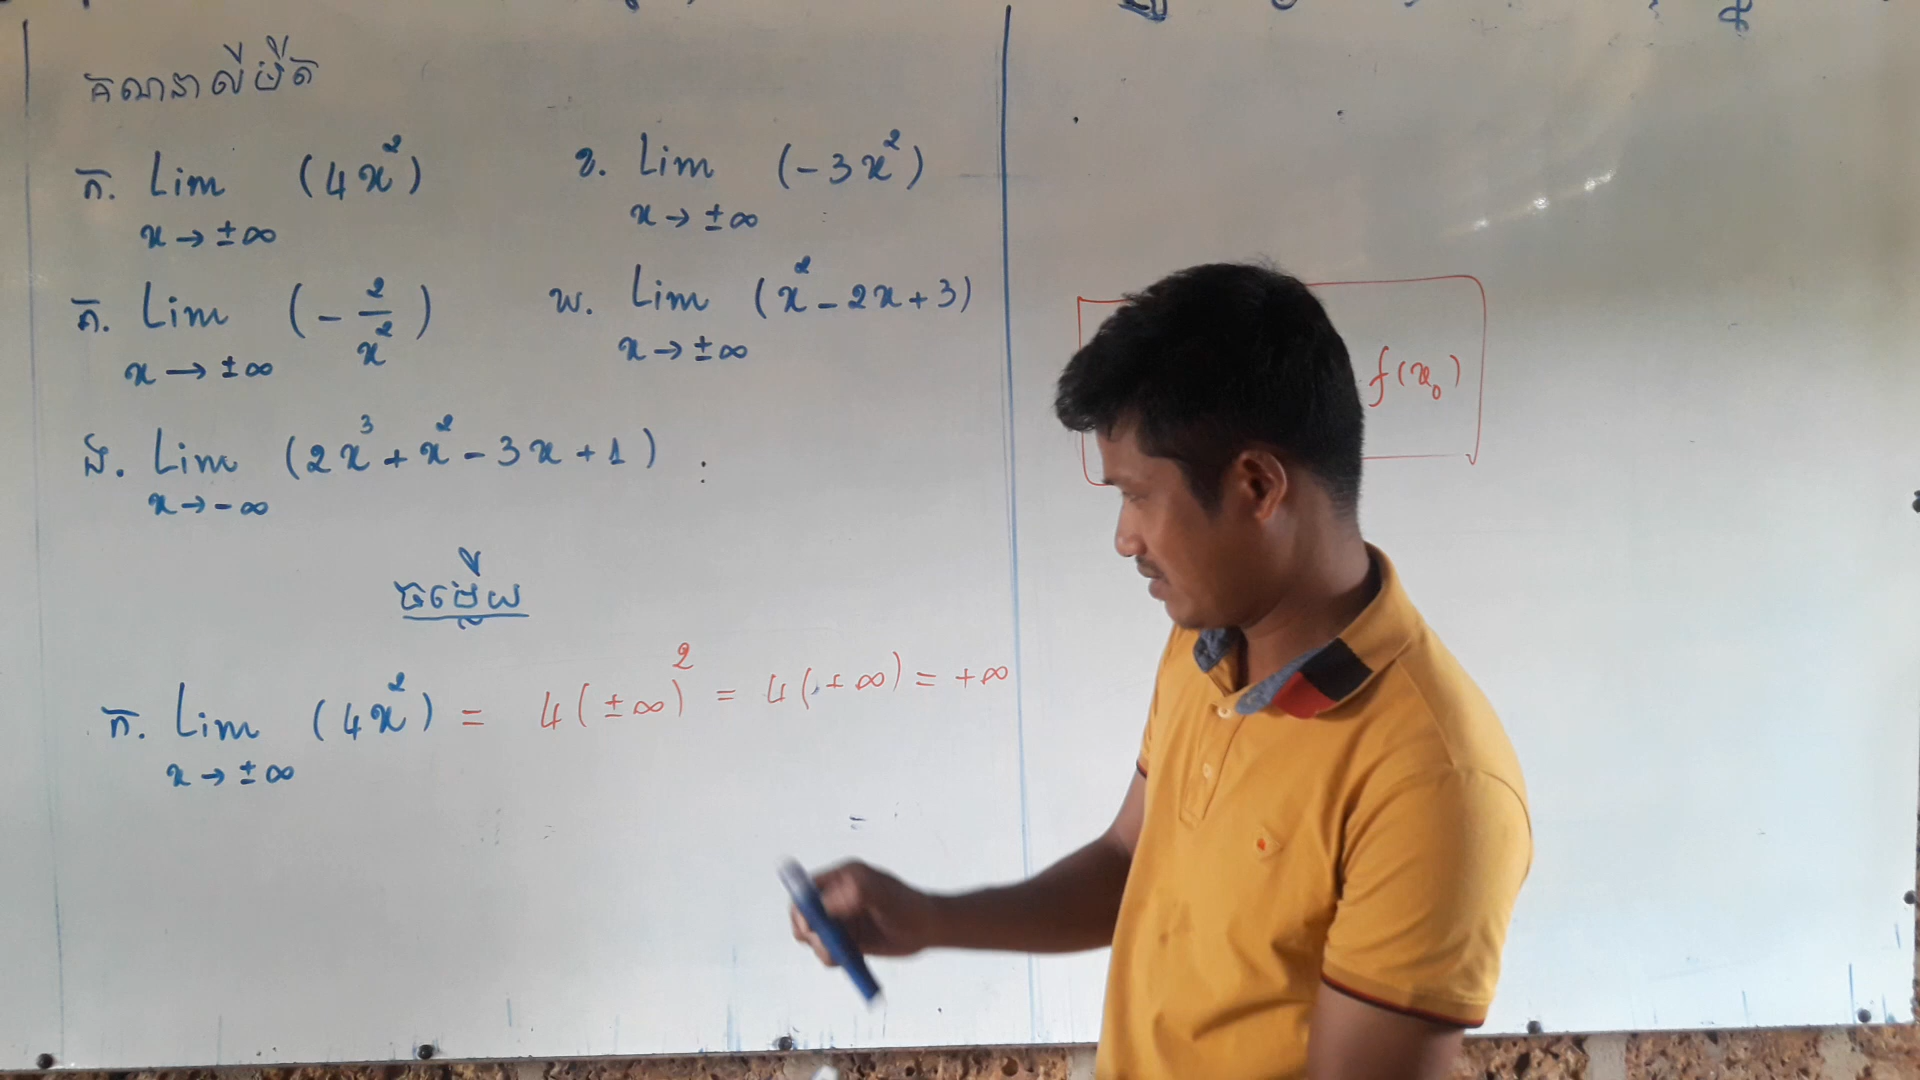 គណនាលីមីត
ក. Lim (4x²) ខ. Lim (-3x²)
x → ±∞ x → ±∞
គ. Lim (-2/x²) ឃ. Lim (x² - 2x + 3)
x → ±∞ x → ±∞
ង. Lim (2x³ + x² - 3x + 1) :
x → -∞
ចម្លើយ
ក. Lim (4x²) = 4(±∞)² = 4(+∞) = +∞
x → ±∞
=
f(x₀)